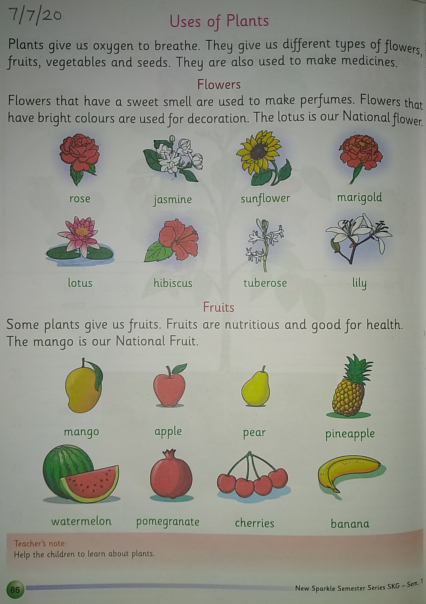 7/7/20
Uses of Plants
Plants give us oxygen to breathe. They give us different types of flowers,
fruits, vegetables and seeds. They are also used to make medicines.
Flowers
Flowers that have a sweet smell are used to make perfumes. Flowers that
have bright colours are used for decoration. The lotus is our National flower.
rose jasmine sunflower marigold
lotus hibiscus tuberose lily
Fruits
Some plants give us fruits. Fruits are nutritious and good for health.
The mango is our National Fruit.
mango apple pear pineapple
watermelon pomegranate cherries banana
Teacher's note:
Help the children to learn about plants.
86 New Sparkle Semester Series SKG – Sem. 1